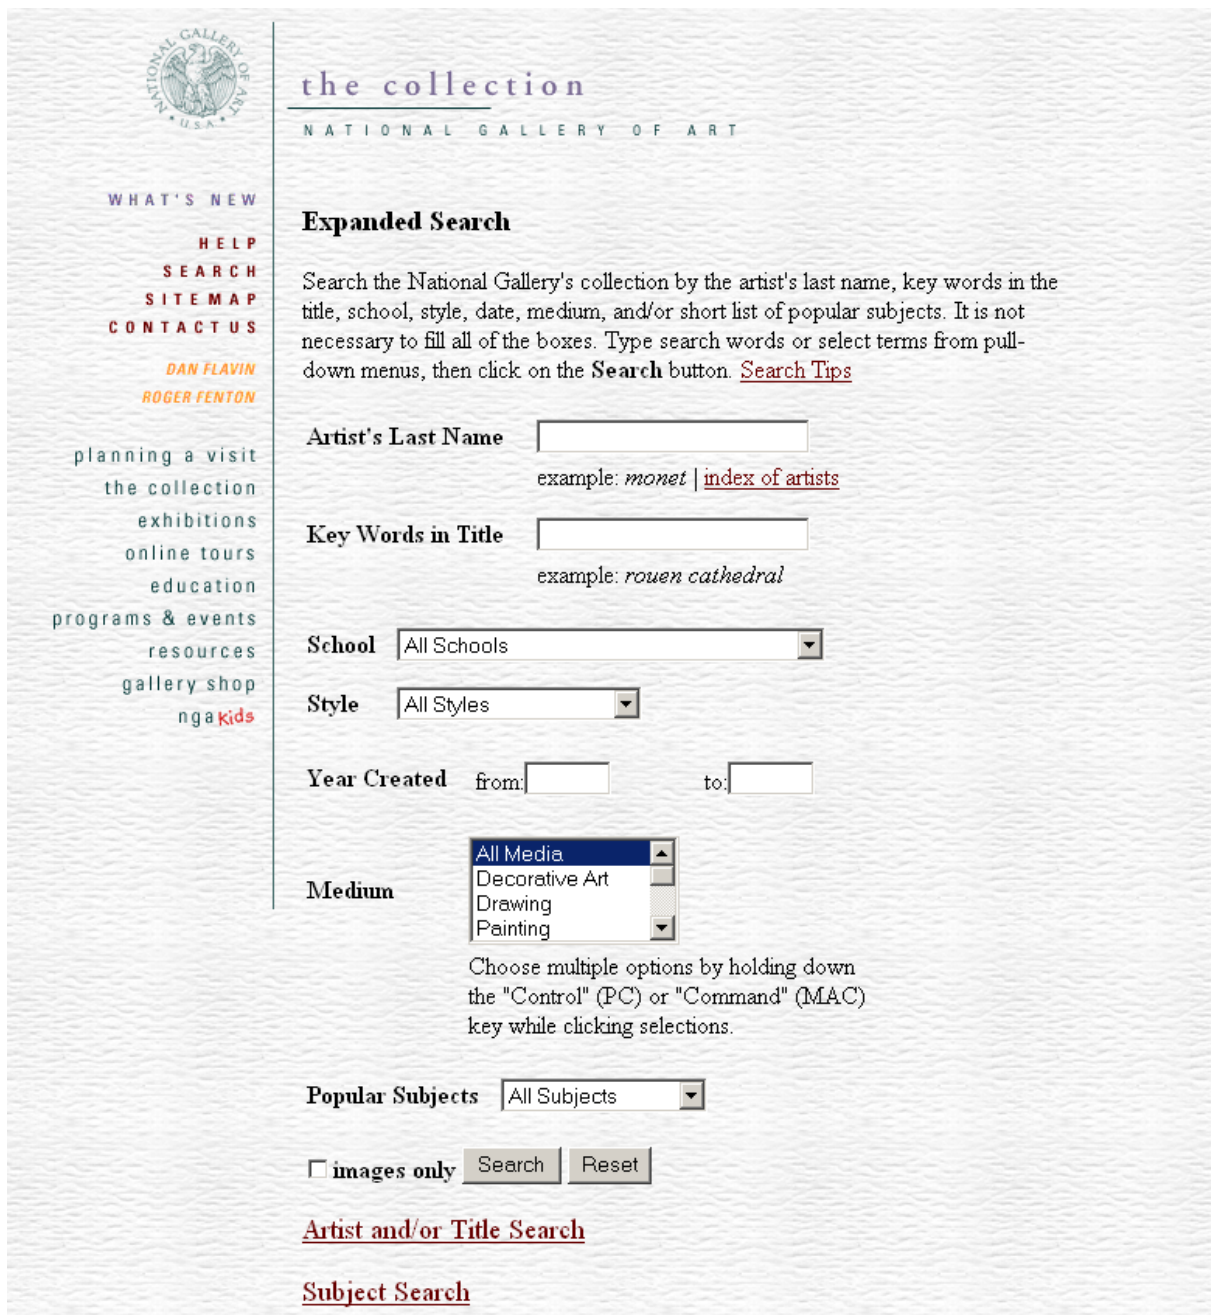 NATIONAL GALLERY OF ART
• U.S.A. •
the collection
NATIONAL GALLERY OF ART
WHAT'S NEW
HELP
SEARCH
SITEMAP
CONTACT US
DAN FLAVIN
ROGER FENTON
planning a visit
the collection
exhibitions
online tours
education
programs & events
resources
gallery shop
nga kids
Expanded Search
Search the National Gallery's collection by the artist's last name, key words in the
title, school, style, date, medium, and/or short list of popular subjects. It is not
necessary to fill all of the boxes. Type search words or select terms from pull-
down menus, then click on the Search button. Search Tips
Artist's Last Name
example: monet | index of artists
Key Words in Title
example: rouen cathedral
School All Schools
Style All Styles
Year Created from: to:
Medium
All Media
Decorative Art
Drawing
Painting
Choose multiple options by holding down
the "Control" (PC) or "Command" (MAC)
key while clicking selections.
Popular Subjects All Subjects
images only Search Reset
Artist and/or Title Search
Subject Search